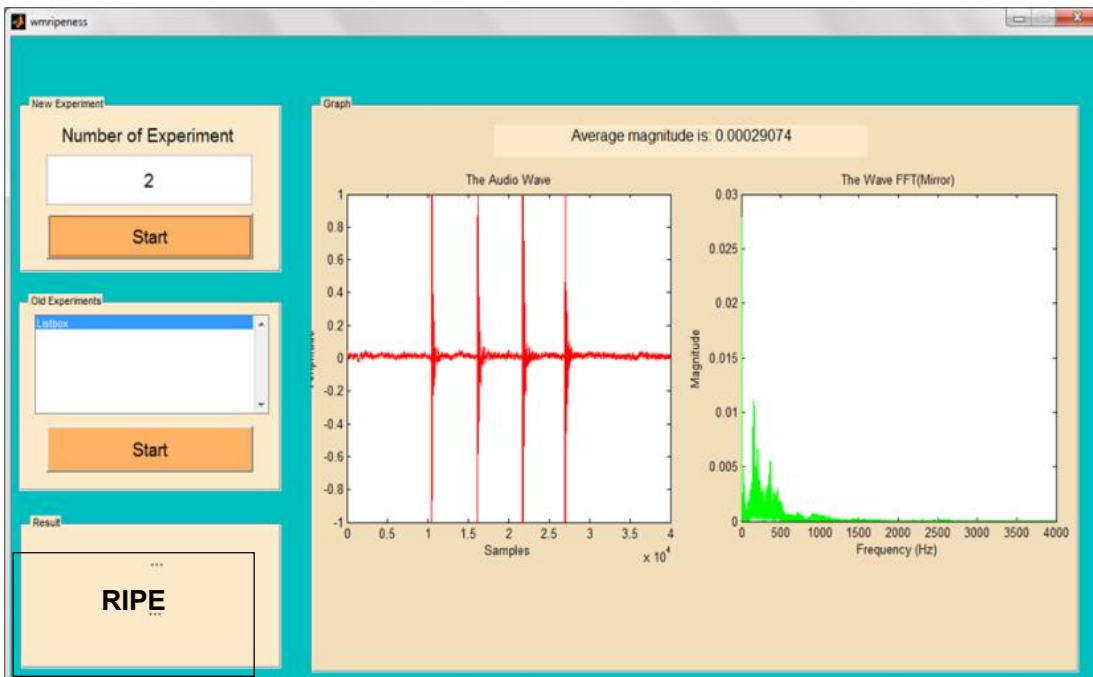 wmripeness
New Experiment
Number of Experiment
2
Start
Old Experiments
Listbox
Start
Result
...
RIPE
...
Graph
Average magnitude is: 0.00029074
The Audio Wave
1
0.8
0.6
0.4
0.2
0
-0.2
-0.4
-0.6
-0.8
-1
0 0.5 1 1.5 2 2.5 3 3.5 4
Samples
x 10⁴
The Wave FFT(Mirror)
Magnitude
0.03
0.025
0.02
0.015
0.01
0.005
0
0 500 1000 1500 2000 2500 3000 3500 4000
Frequency (Hz)